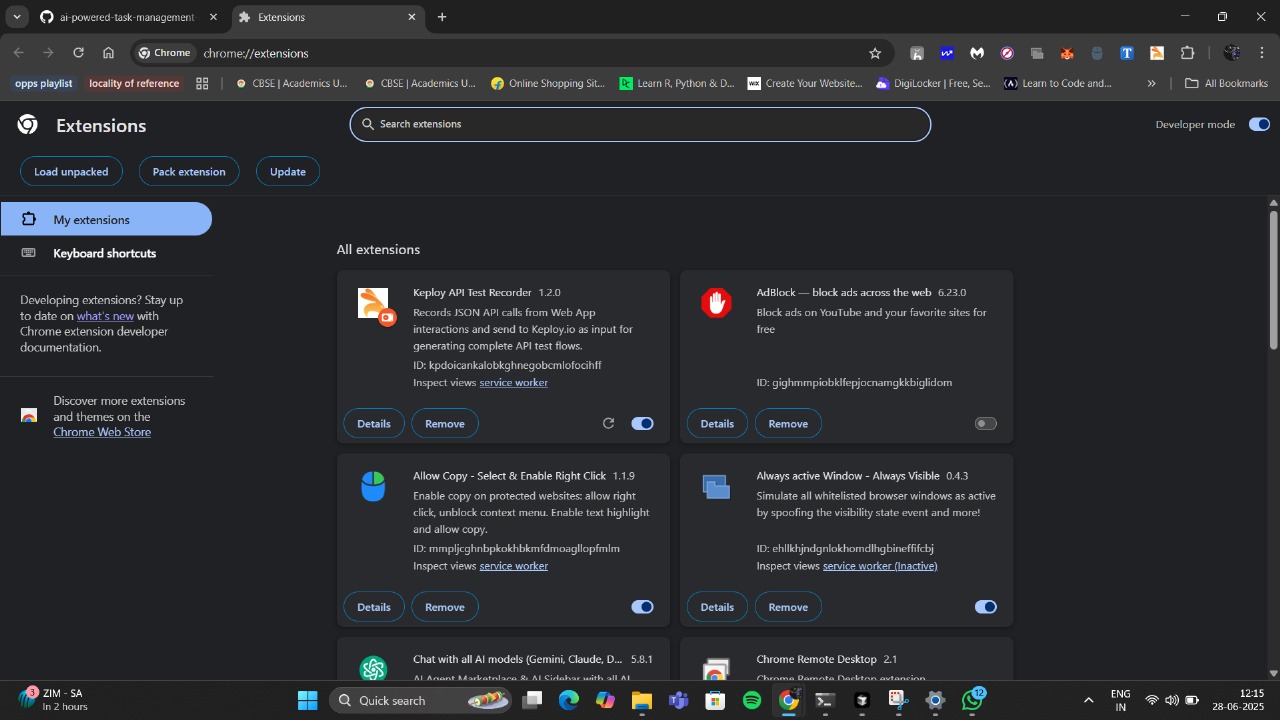 ai-powered-task-management-
Extensions
Chrome
chrome://extensions
opps playlist
locality of reference
CBSE | Academics U...
CBSE | Academics U...
Online Shopping Sit...
Learn R, Python & D...
Create Your Website...
DigiLocker | Free, Se...
Learn to Code and...
All Bookmarks
Extensions
Search extensions
Developer mode
Load unpacked
Pack extension
Update
My extensions
Keyboard shortcuts
Developing extensions? Stay up
to date on what's new with
Chrome extension developer
documentation.
Discover more extensions
and themes on the
Chrome Web Store
All extensions
Keploy API Test Recorder 1.2.0
Records JSON API calls from Web App
interactions and send to Keploy.io as input for
generating complete API test flows.
ID: kpdoicankalobkghnegobcmlofocihff
Inspect views service worker
Details
Remove
AdBlock — block ads across the web 6.23.0
Block ads on YouTube and your favorite sites for
free
ID: gighmmpiobklfepjocnamgkkbiglidom
Details
Remove
Allow Copy - Select & Enable Right Click 1.1.9
Enable copy on protected websites: allow right
click, unblock context menu. Enable text highlight
and allow copy.
ID: mmpljcghnbpkokhbkmfdmoagllopfmlm
Inspect views service worker
Details
Remove
Always active Window - Always Visible 0.4.3
Simulate all whitelisted browser windows as active
by spoofing the visibility state event and more!
ID: ehllkhjndgnlokhomdlhgbineffifcbj
Inspect views service worker (Inactive)
Details
Remove
Chat with all AI models (Gemini, Claude, D... 5.8.1
AI Agent Marketplace & AI Sidebar with all AI
Chrome Remote Desktop 2.1
Chrome Remote Desktop extension
3
ZIM - SA
In 2 hours
Quick search
12
ENG
IN
12:15
28-06-2025